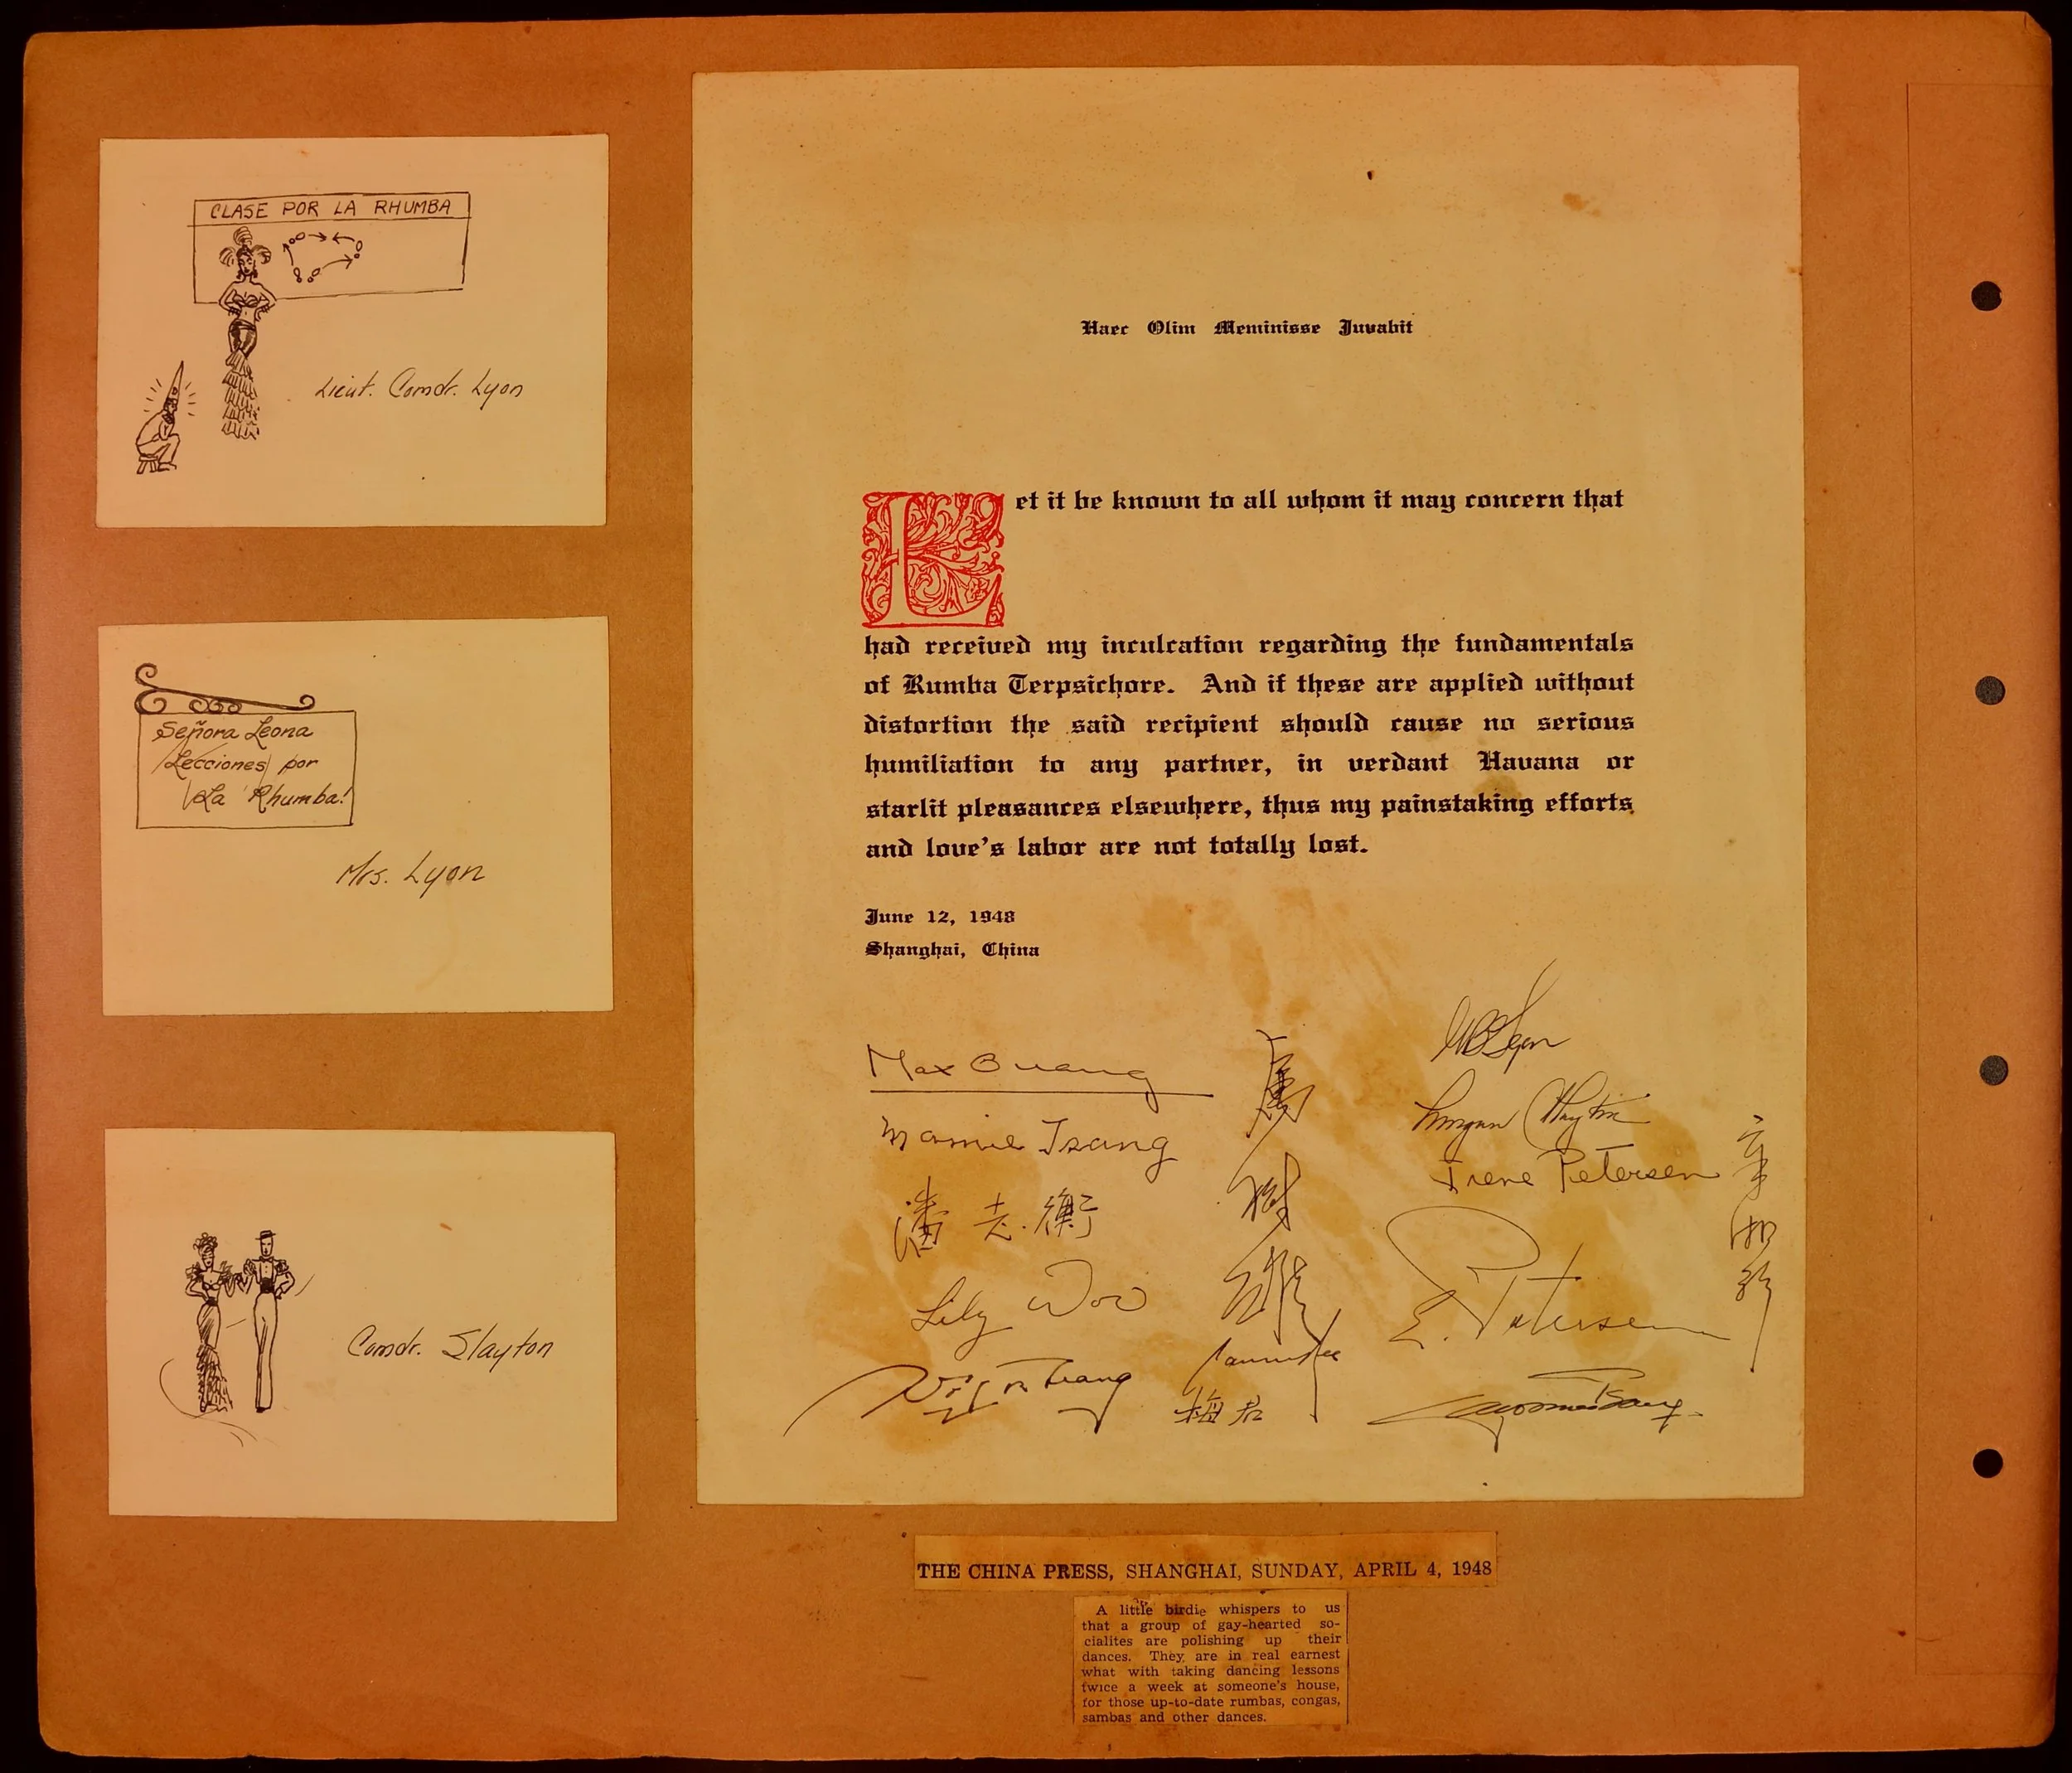 CLASE POR LA RHUMBA
Lieut. Comdr. Lyon
Señora Leona
Lecciones por
La Rhumba!
Mrs. Lyon
Comdr. Slayton
Haec Olim Meminisse Juvabit
Let it be known to all whom it may concern that
had received my inculcation regarding the fundamentals
of Rumba Terpsichore. And if these are applied without
distortion the said recipient should cause no serious
humiliation to any partner, in verdant Havana or
starlit pleasances elsewhere, thus my painstaking efforts
and love's labor are not totally lost.
June 12, 1948
Shanghai, China
Max
Mamie Tsang
潘志衡
Lily Woo
Tsang
梅君
Irene Petersen
E. Petersen
THE CHINA PRESS, SHANGHAI, SUNDAY, APRIL 4, 1948
A little birdie whispers to us
that a group of gay-hearted so-
cialites are polishing up their
dances. They are in real earnest
what with taking dancing lessons
twice a week at someone's house,
for those up-to-date rumbas, congas,
sambas and other dances.